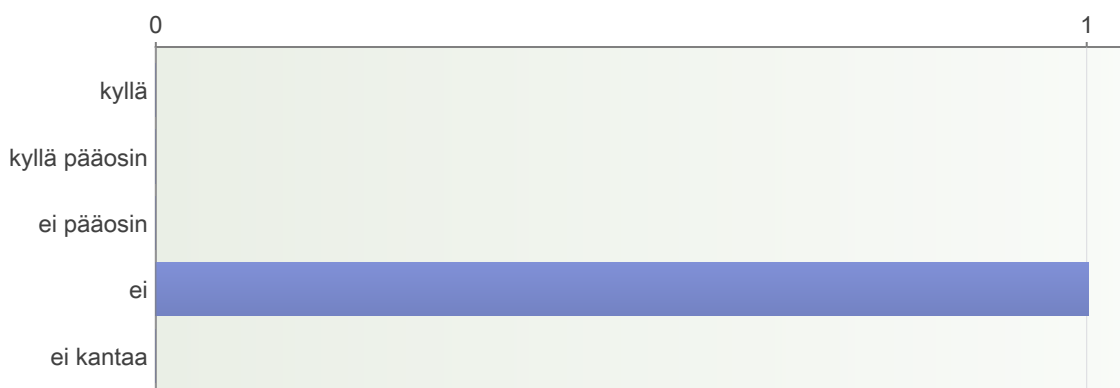 0 1
kyllä
kyllä pääosin
ei pääosin
ei
ei kantaa